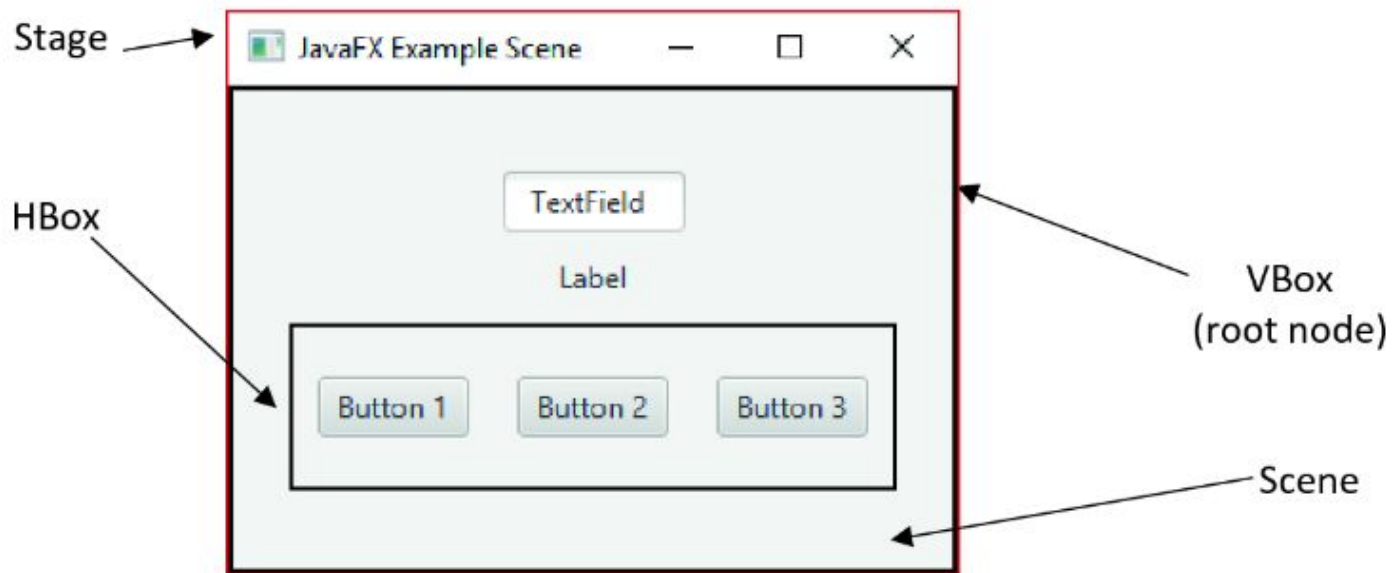 Stage
JavaFX Example Scene
HBox
TextField
Label
VBox
(root node)
Button 1 Button 2 Button 3
Scene